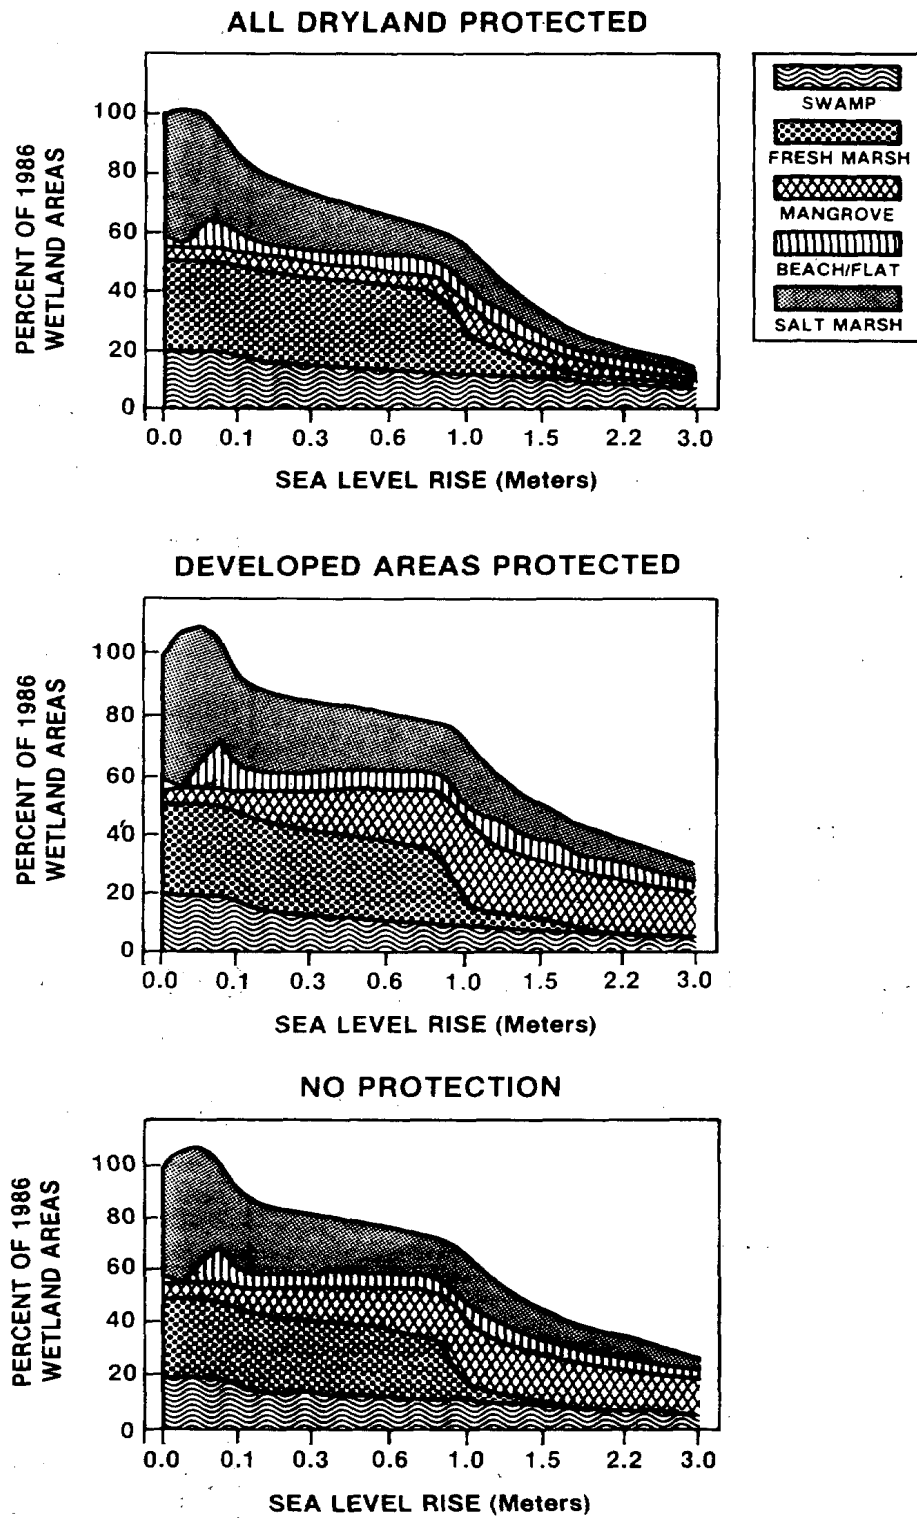 ALL DRYLAND PROTECTED
PERCENT OF 1986
WETLAND AREAS
100
80
60
40
20
0
0.0 0.1 0.3 0.6 1.0 1.5 2.2 3.0
SEA LEVEL RISE (Meters)
SWAMP
FRESH MARSH
MANGROVE
BEACH/FLAT
SALT MARSH
DEVELOPED AREAS PROTECTED
PERCENT OF 1986
WETLAND AREAS
100
80
60
40
20
0
0.0 0.1 0.3 0.6 1.0 1.5 2.2 3.0
SEA LEVEL RISE (Meters)
NO PROTECTION
PERCENT OF 1986
WETLAND AREAS
100
80
60
40
20
0
0.0 0.1 0.3 0.6 1.0 1.5 2.2 3.0
SEA LEVEL RISE (Meters)